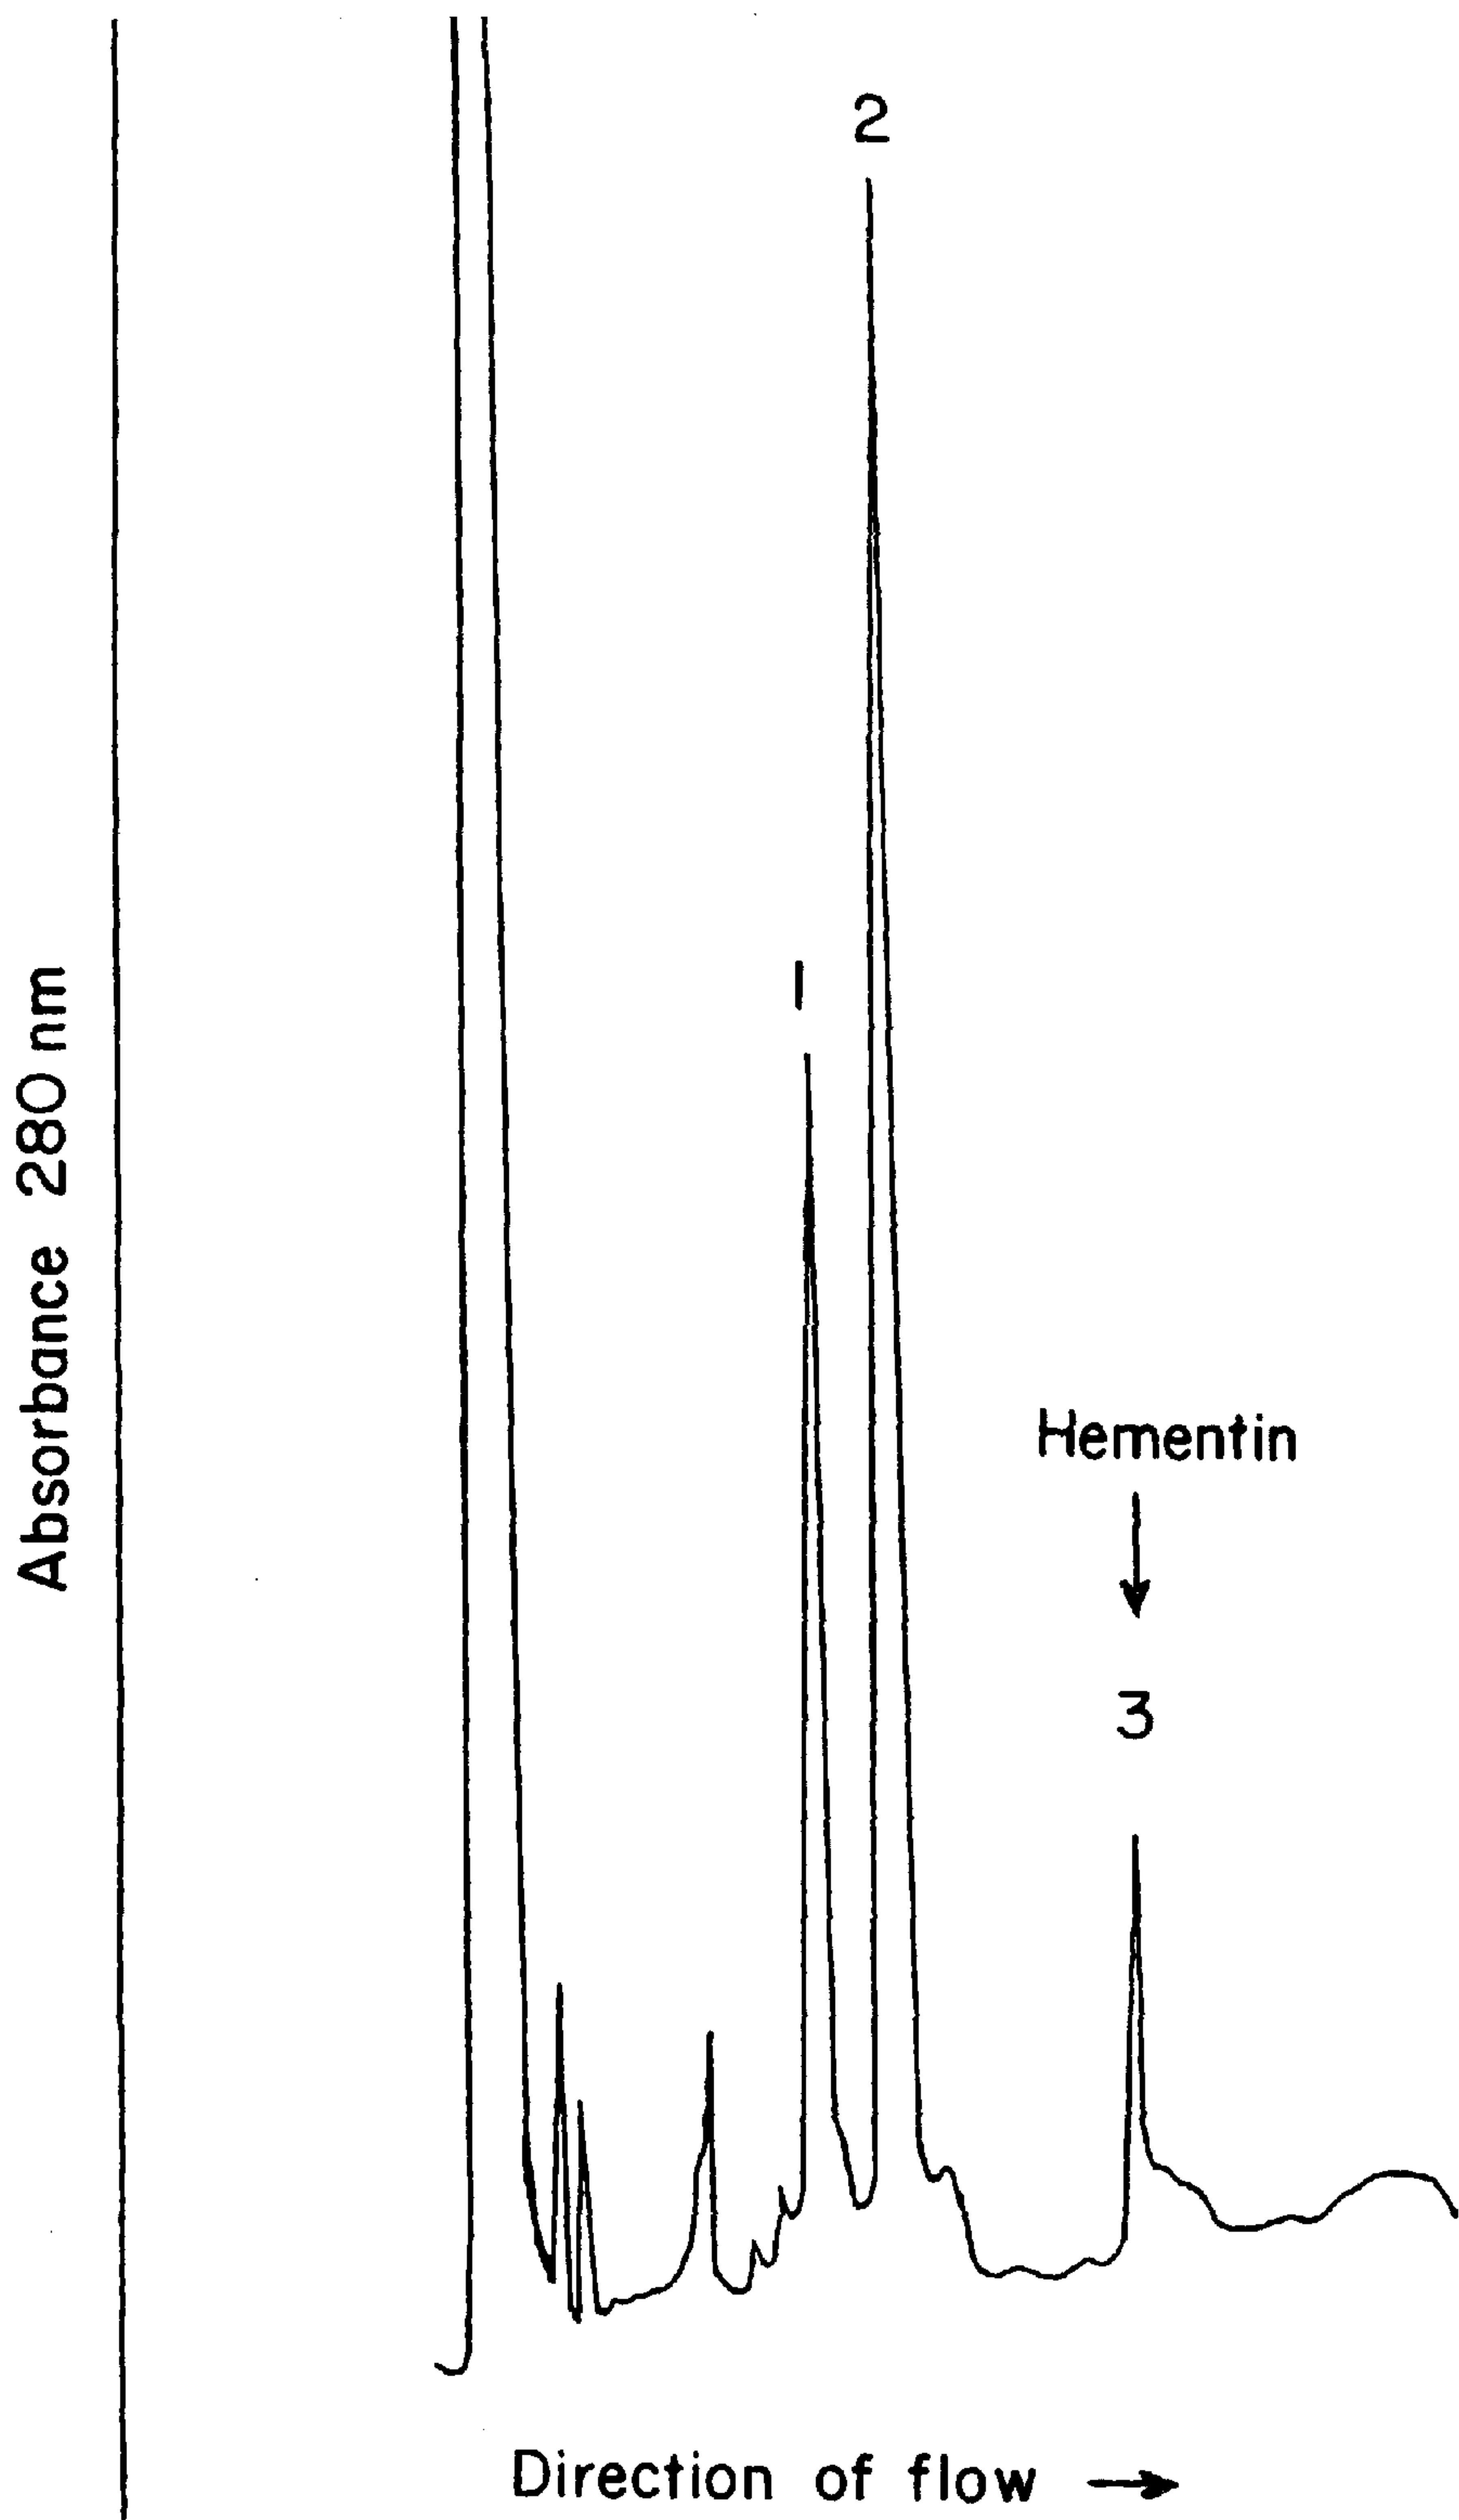 2
1
Absorbance 280 nm
Hementin
3
Direction of flow →